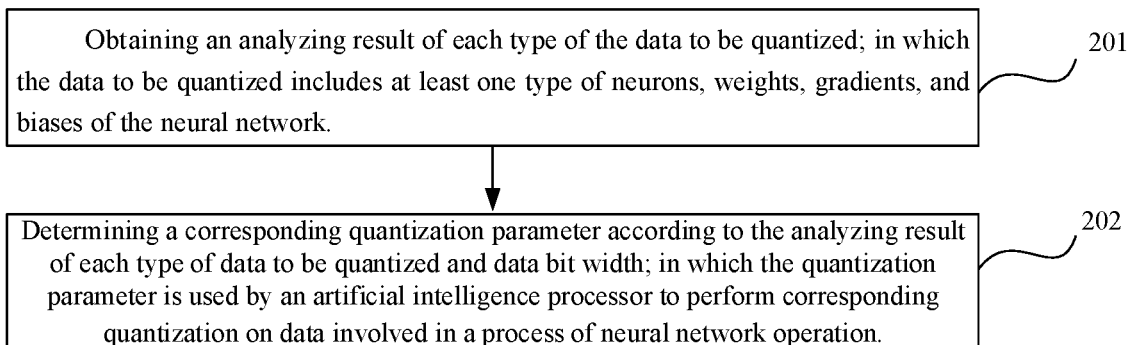 Obtaining an analyzing result of each type of the data to be quantized; in which
the data to be quantized includes at least one type of neurons, weights, gradients, and
biases of the neural network.
201
Determining a corresponding quantization parameter according to the analyzing result
of each type of data to be quantized and data bit width; in which the quantization
parameter is used by an artificial intelligence processor to perform corresponding
quantization on data involved in a process of neural network operation.
202